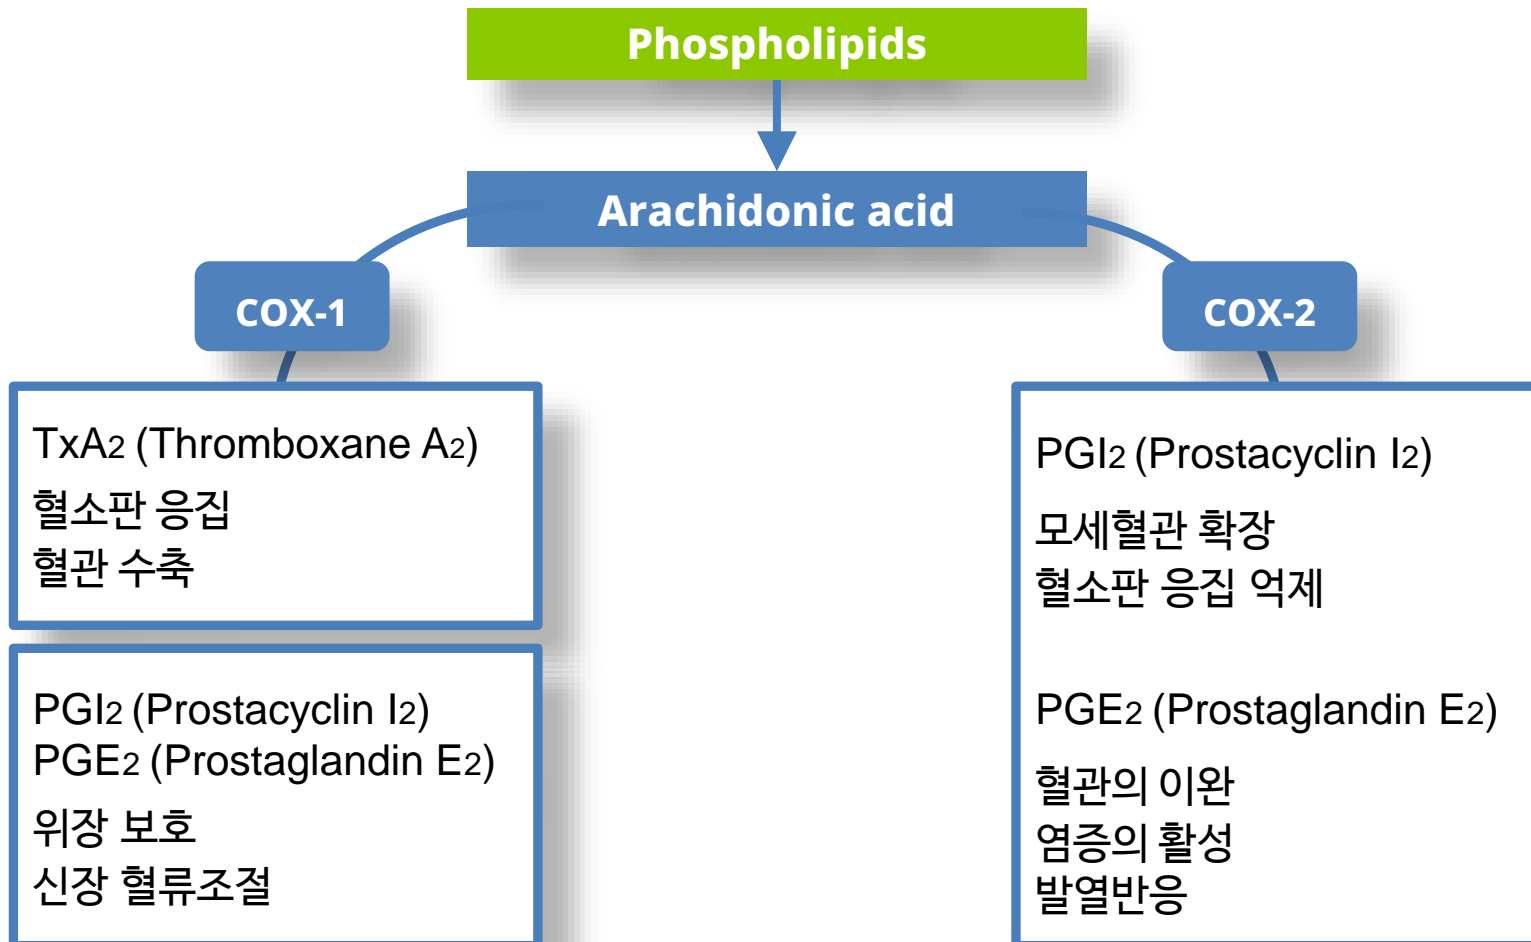 Phospholipids
Arachidonic acid
COX-1
COX-2
TxA2 (Thromboxane A2)
혈소판 응집
혈관 수축
PGI2 (Prostacyclin I2)
PGE2 (Prostaglandin E2)
위장 보호
신장 혈류조절
PGI2 (Prostacyclin I2)
모세혈관 확장
혈소판 응집 억제
PGE2 (Prostaglandin E2)
혈관의 이완
염증의 활성
발열반응